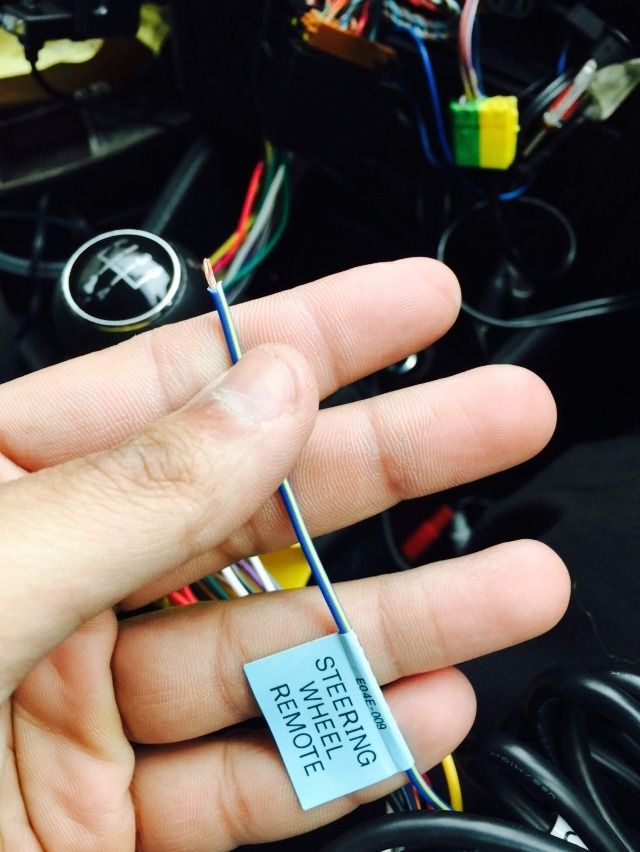 STEERING
WHEEL
REMOTE
E04E-009